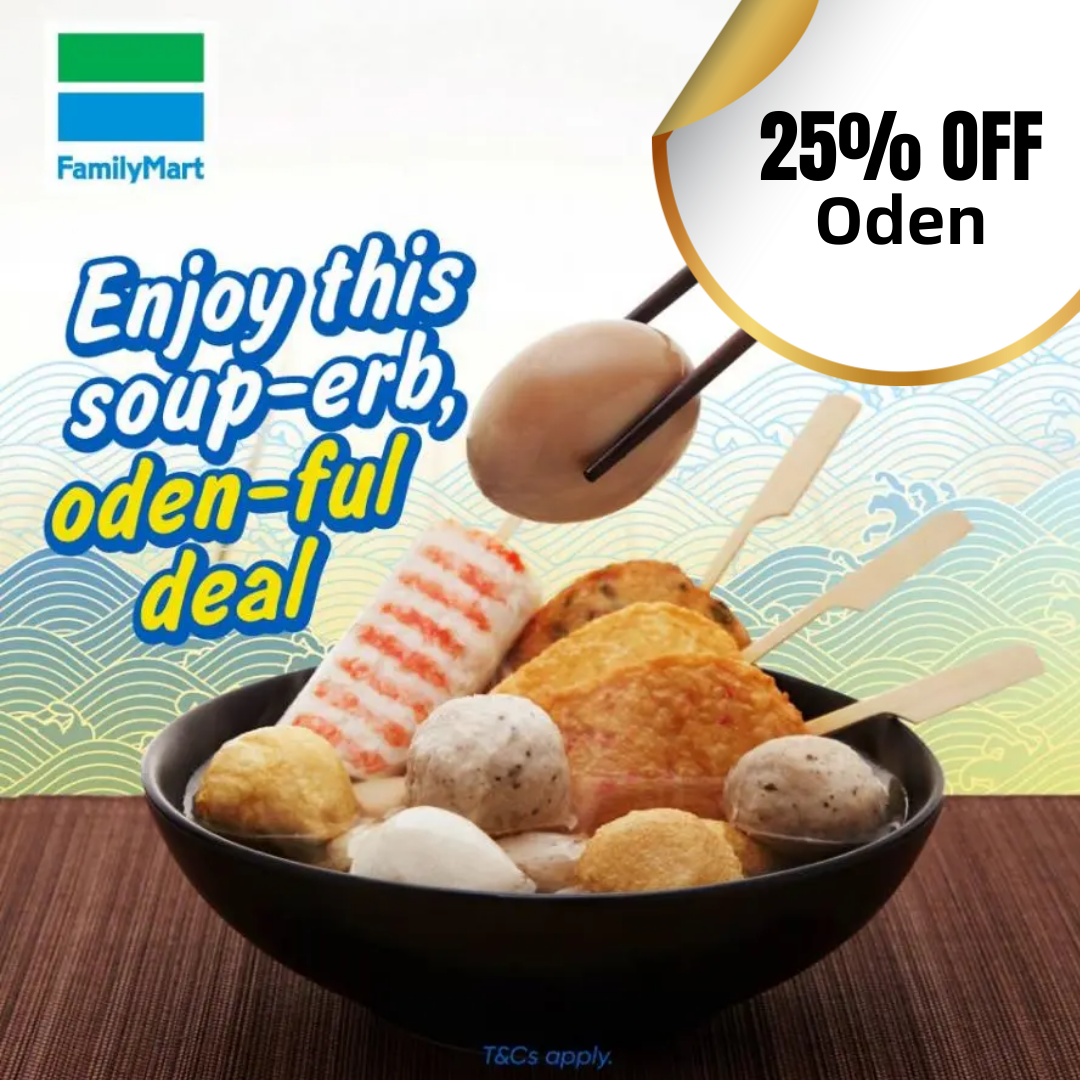 FamilyMart
25% OFF
Oden
Enjoy this
soup-erb,
oden-ful
deal
T&Cs apply.